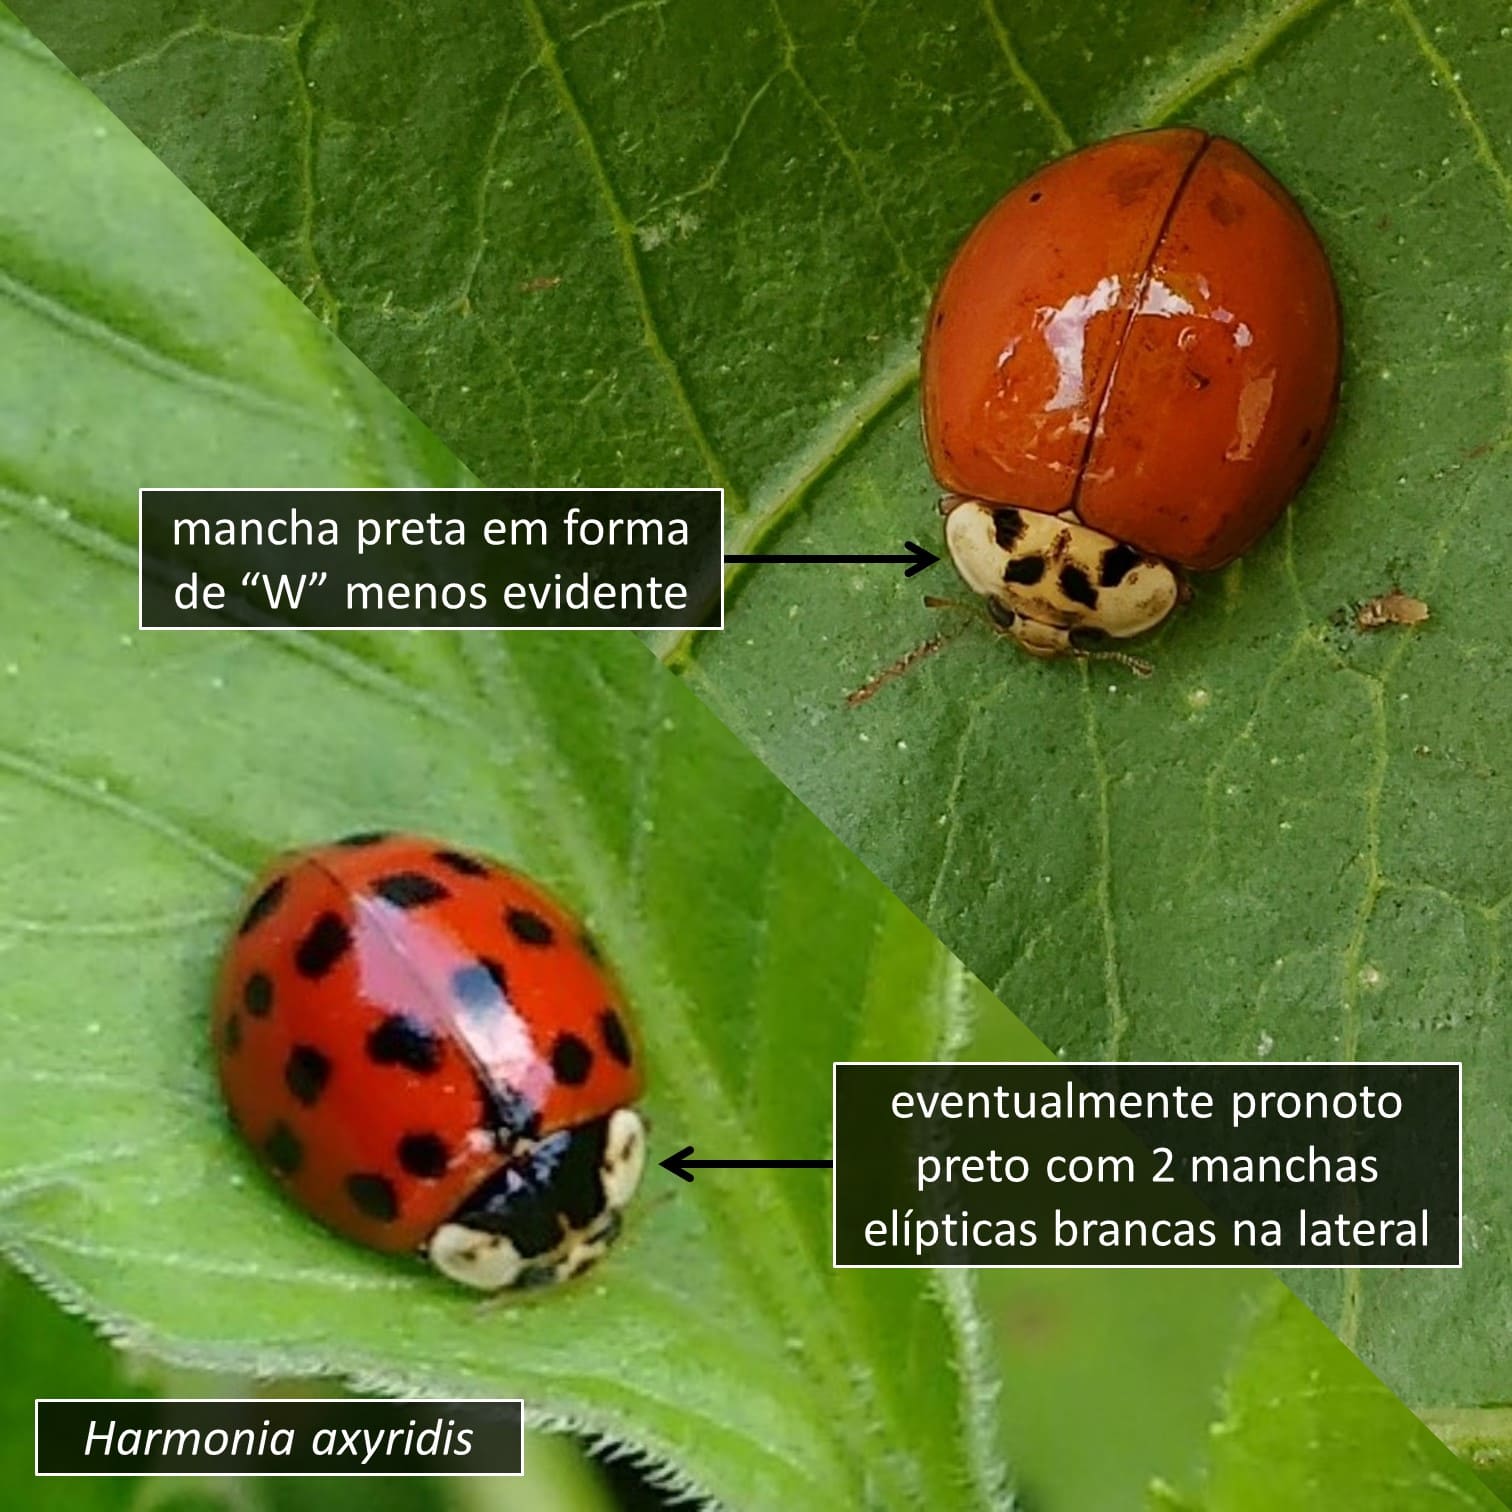 mancha preta em forma
de “W” menos evidente
eventualmente pronoto
preto com 2 manchas
elípticas brancas na lateral
Harmonia axyridis